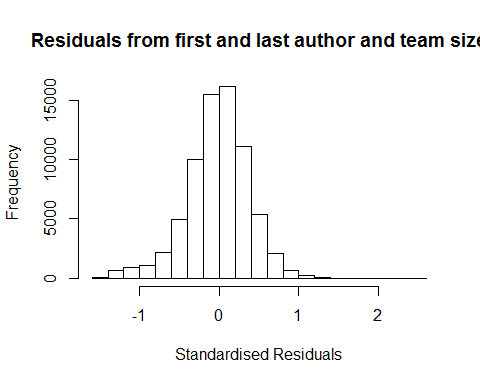 Residuals from first and last author and team size
Frequency
15000
10000
5000
0
-1 0 1 2
Standardised Residuals